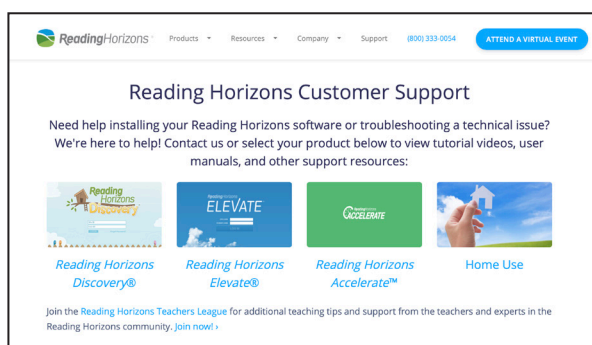 ReadingHorizons
Products
Resources
Company
Support
(800) 333-0054
ATTEND A VIRTUAL EVENT
Reading Horizons Customer Support
Need help installing your Reading Horizons software or troubleshooting a technical issue?
We're here to help! Contact us or select your product below to view tutorial videos, user
manuals, and other support resources:
Reading
Horizons
Discovery
ELEVATE
ACCELERATE
Reading Horizons
Discovery®
Reading Horizons
Elevate®
Reading Horizons
Accelerate™
Home Use
Join the Reading Horizons Teachers League for additional teaching tips and support from the teachers and experts in the
Reading Horizons community. Join now! ›